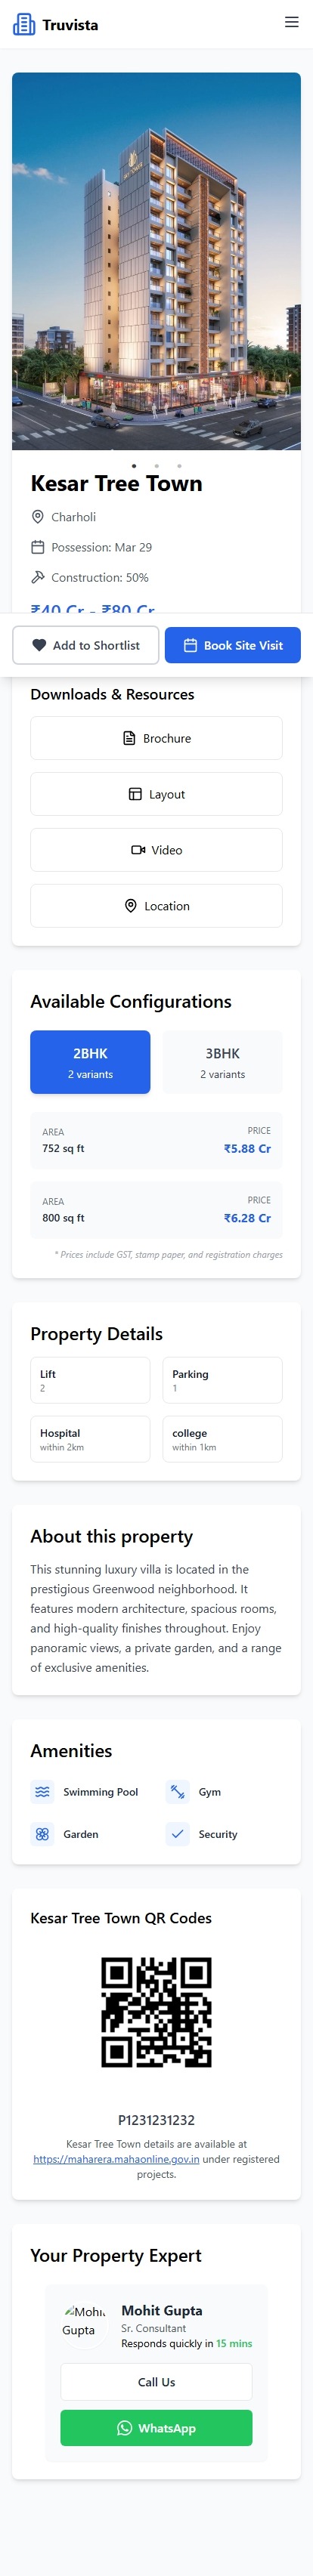 Truvista
Kesar Tree Town
Charholi
Possession: Mar 29
Construction: 50%
₹40 Cr - ₹80 Cr
Add to Shortlist
Book Site Visit
Downloads & Resources
Brochure
Layout
Video
Location
Available Configurations
2BHK
3BHK
2 variants
2 variants
AREA
PRICE
752 sq ft
₹5.88 Cr
AREA
PRICE
800 sq ft
₹6.28 Cr
* Prices include GST, stamp paper, and registration charges
Property Details
Lift
Parking
2
1
Hospital
college
within 2km
within 1km
About this property
This stunning luxury villa is located in the
prestigious Greenwood neighborhood. It
features modern architecture, spacious rooms,
and high-quality finishes throughout. Enjoy
panoramic views, a private garden, and a range
of exclusive amenities.
Amenities
Swimming Pool
Gym
Garden
Security
Kesar Tree Town QR Codes
P1231231232
Kesar Tree Town details are available at
https://maharera.mahaonline.gov.in under registered
projects.
Your Property Expert
Mohit
Gupta
Mohit Gupta
Sr. Consultant
Responds quickly in 15 mins
Call Us
WhatsApp